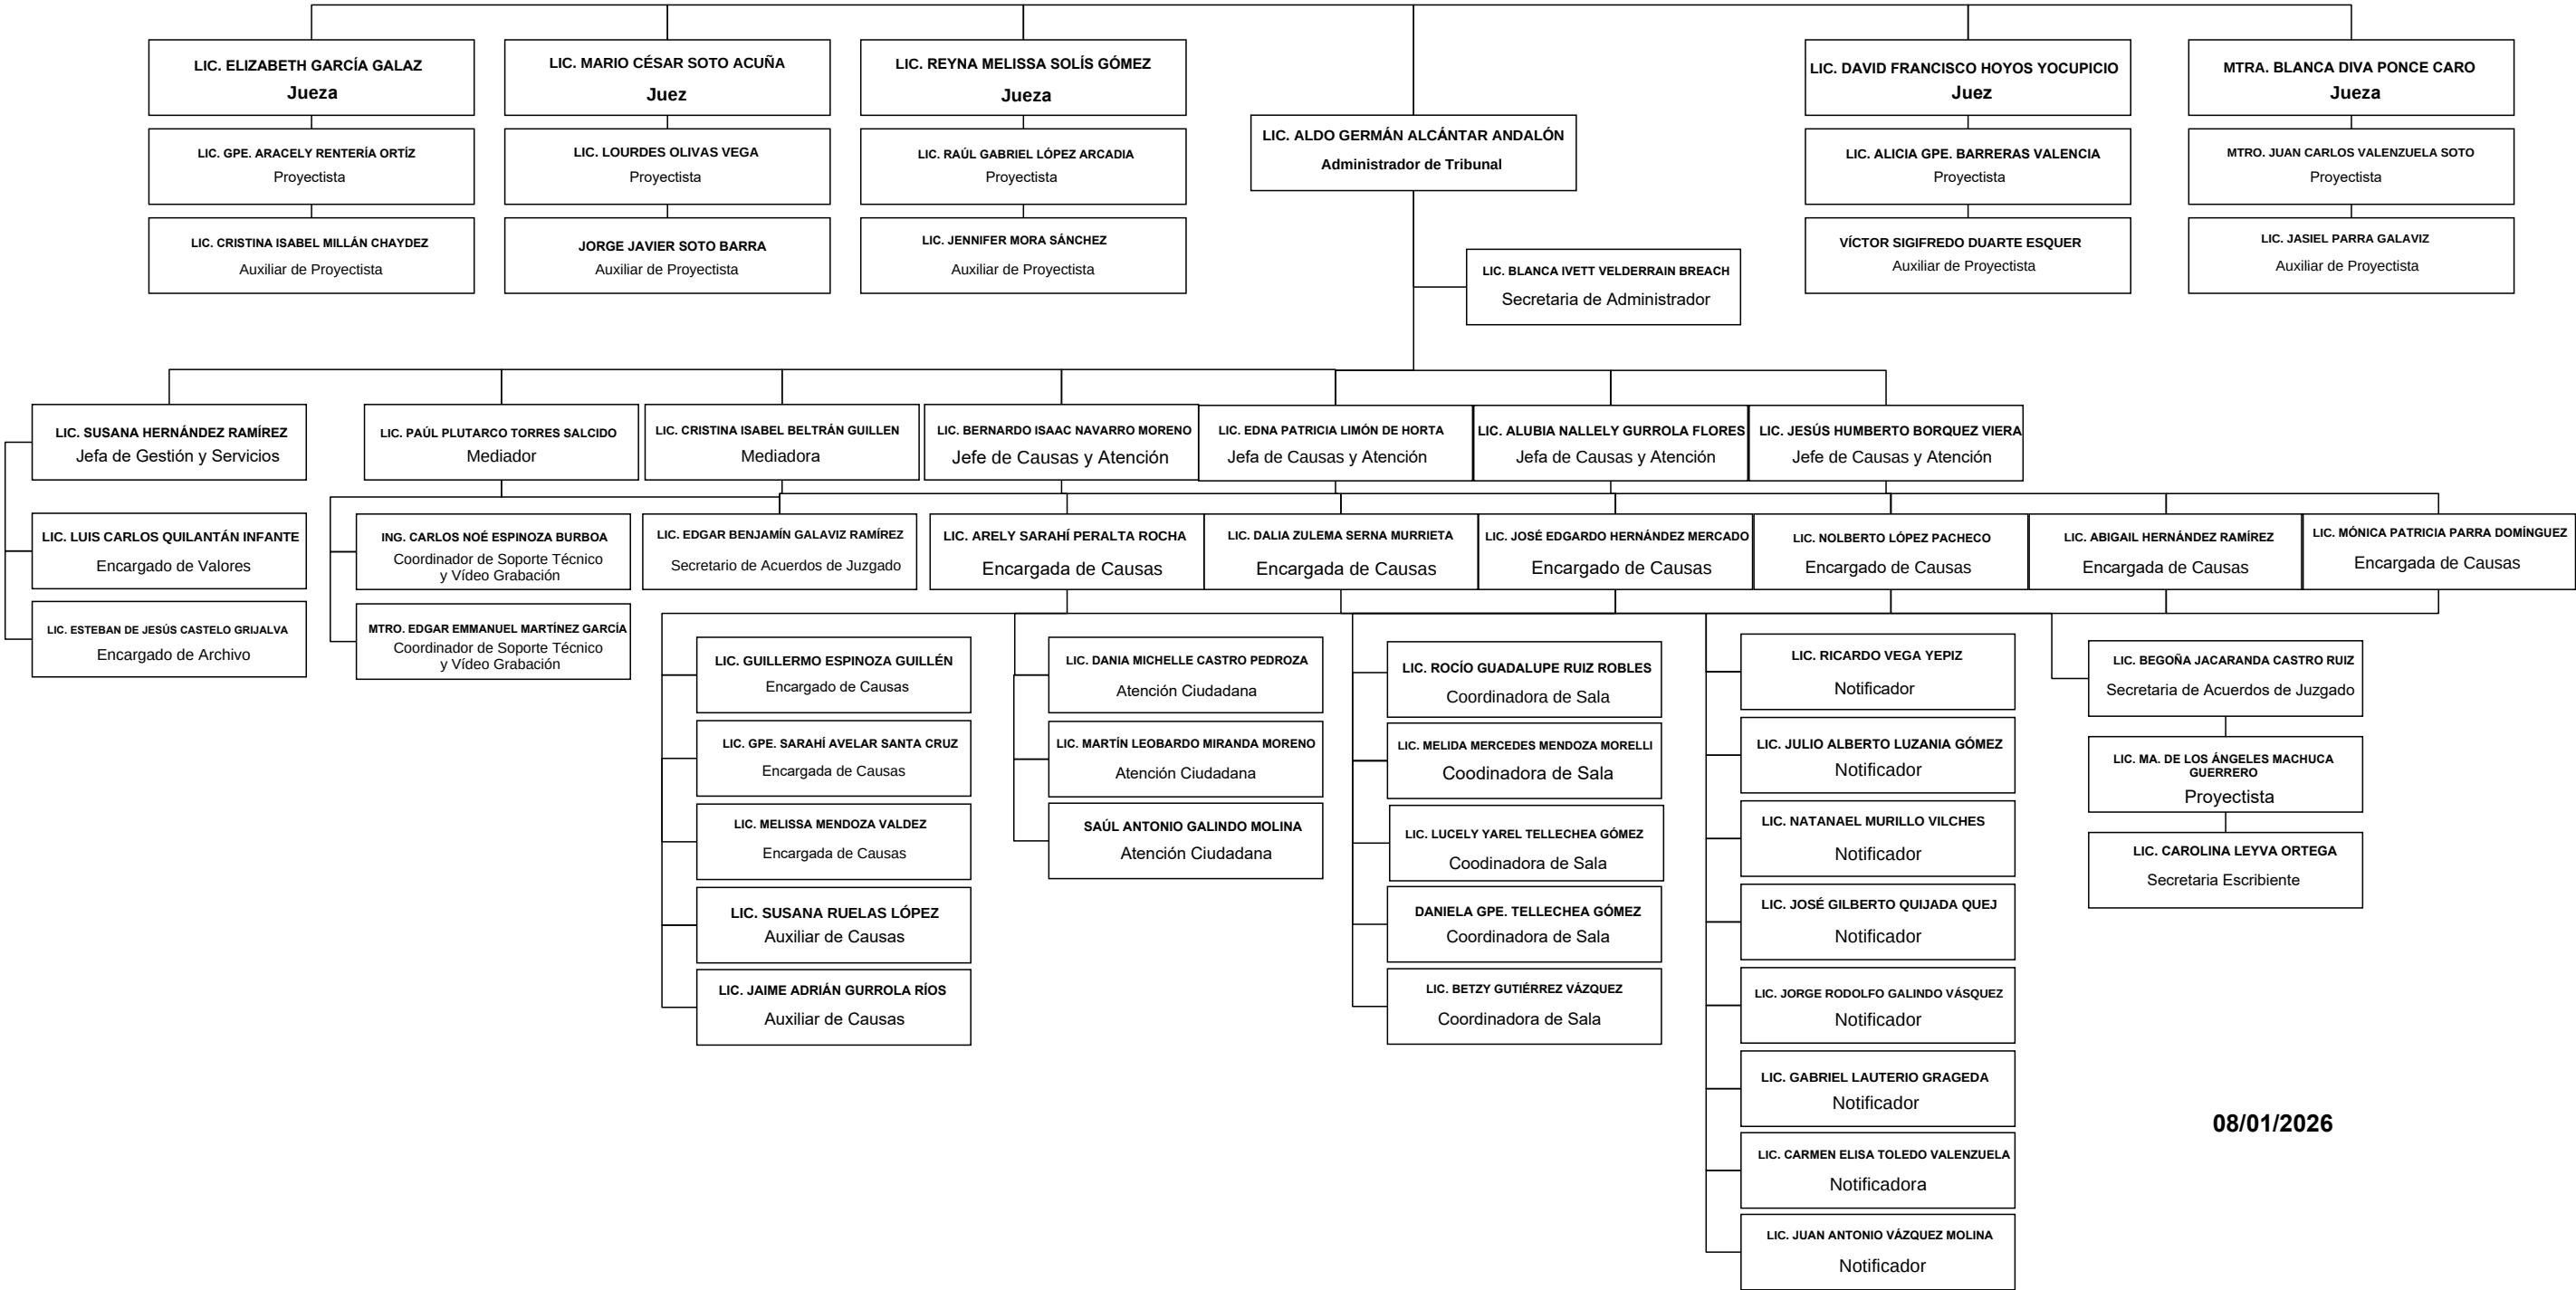 LIC. ELIZABETH GARCÍA GALAZ
Jueza
LIC. MARIO CÉSAR SOTO ACUÑA
Juez
LIC. REYNA MELISSA SOLÍS GÓMEZ
Jueza
LIC. DAVID FRANCISCO HOYOS YOCUPICIO
Juez
MTRA. BLANCA DIVA PONCE CARO
Jueza
LIC. ALDO GERMÁN ALCÁNTAR ANDALÓN
Administrador de Tribunal
LIC. GPE. ARACELY RENTERÍA ORTÍZ
Proyectista
LIC. LOURDES OLIVAS VEGA
Proyectista
LIC. RAÚL GABRIEL LÓPEZ ARCADIA
Proyectista
LIC. ALICIA GPE. BARRERAS VALENCIA
Proyectista
MTRO. JUAN CARLOS VALENZUELA SOTO
Proyectista
LIC. CRISTINA ISABEL MILLÁN CHAYDEZ
Auxiliar de Proyectista
JORGE JAVIER SOTO BARRA
Auxiliar de Proyectista
LIC. JENNIFER MORA SÁNCHEZ
Auxiliar de Proyectista
VÍCTOR SIGIFREDO DUARTE ESQUER
Auxiliar de Proyectista
LIC. JASIEL PARRA GALAVIZ
Auxiliar de Proyectista
LIC. BLANCA IVETT VELDERRAIN BREACH
Secretaria de Administrador
LIC. SUSANA HERNÁNDEZ RAMÍREZ
Jefa de Gestión y Servicios
LIC. PAÚL PLUTARCO TORRES SALCIDO
Mediador
LIC. CRISTINA ISABEL BELTRÁN GUILLEN
Mediadora
LIC. BERNARDO ISAAC NAVARRO MORENO
Jefe de Causas y Atención
LIC. EDNA PATRICIA LIMÓN DE HORTA
Jefa de Causas y Atención
LIC. ALUBIA NALLELY GURROLA FLORES
Jefa de Causas y Atención
LIC. JESÚS HUMBERTO BORQUEZ VIERA
Jefe de Causas y Atención
LIC. LUIS CARLOS QUILANTÁN INFANTE
Encargado de Valores
ING. CARLOS NOÉ ESPINOZA BURBOA
Coordinador de Soporte Técnico
y Vídeo Grabación
LIC. EDGAR BENJAMÍN GALAVIZ RAMÍREZ
Secretario de Acuerdos de Juzgado
LIC. ARELY SARAHÍ PERALTA ROCHA
Encargada de Causas
LIC. DALIA ZULEMA SERNA MURRIETA
Encargada de Causas
LIC. JOSÉ EDGARDO HERNÁNDEZ MERCADO
Encargado de Causas
LIC. NOLBERTO LÓPEZ PACHECO
Encargado de Causas
LIC. ABIGAIL HERNÁNDEZ RAMÍREZ
Encargada de Causas
LIC. MÓNICA PATRICIA PARRA DOMÍNGUEZ
Encargada de Causas
LIC. ESTEBAN DE JESÚS CASTELO GRIJALVA
Encargado de Archivo
MTRO. EDGAR EMMANUEL MARTÍNEZ GARCÍA
Coordinador de Soporte Técnico
y Vídeo Grabación
LIC. GUILLERMO ESPINOZA GUILLÉN
Encargado de Causas
LIC. GPE. SARAHÍ AVELAR SANTA CRUZ
Encargada de Causas
LIC. MELISSA MENDOZA VALDEZ
Encargada de Causas
LIC. SUSANA RUELAS LÓPEZ
Auxiliar de Causas
LIC. JAIME ADRIÁN GURROLA RÍOS
Auxiliar de Causas
LIC. DANIA MICHELLE CASTRO PEDROZA
Atención Ciudadana
LIC. MARTÍN LEOBARDO MIRANDA MORENO
Atención Ciudadana
SAÚL ANTONIO GALINDO MOLINA
Atención Ciudadana
LIC. ROCÍO GUADALUPE RUIZ ROBLES
Coordinadora de Sala
LIC. MELIDA MERCEDES MENDOZA MORELLI
Coodinadora de Sala
LIC. LUCELY YAREL TELLECHEA GÓMEZ
Coodinadora de Sala
DANIELA GPE. TELLECHEA GÓMEZ
Coordinadora de Sala
LIC. BETZY GUTIÉRREZ VÁZQUEZ
Coordinadora de Sala
LIC. RICARDO VEGA YEPIZ
Notificador
LIC. JULIO ALBERTO LUZANIA GÓMEZ
Notificador
LIC. NATANAEL MURILLO VILCHES
Notificador
LIC. JOSÉ GILBERTO QUIJADA QUEJ
Notificador
LIC. JORGE RODOLFO GALINDO VÁSQUEZ
Notificador
LIC. GABRIEL LAUTERIO GRAGEDA
Notificador
LIC. CARMEN ELISA TOLEDO VALENZUELA
Notificadora
LIC. JUAN ANTONIO VÁZQUEZ MOLINA
Notificador
LIC. BEGOÑA JACARANDA CASTRO RUIZ
Secretaria de Acuerdos de Juzgado
LIC. MA. DE LOS ÁNGELES MACHUCA
GUERRERO
Proyectista
LIC. CAROLINA LEYVA ORTEGA
Secretaria Escribiente
08/01/2026